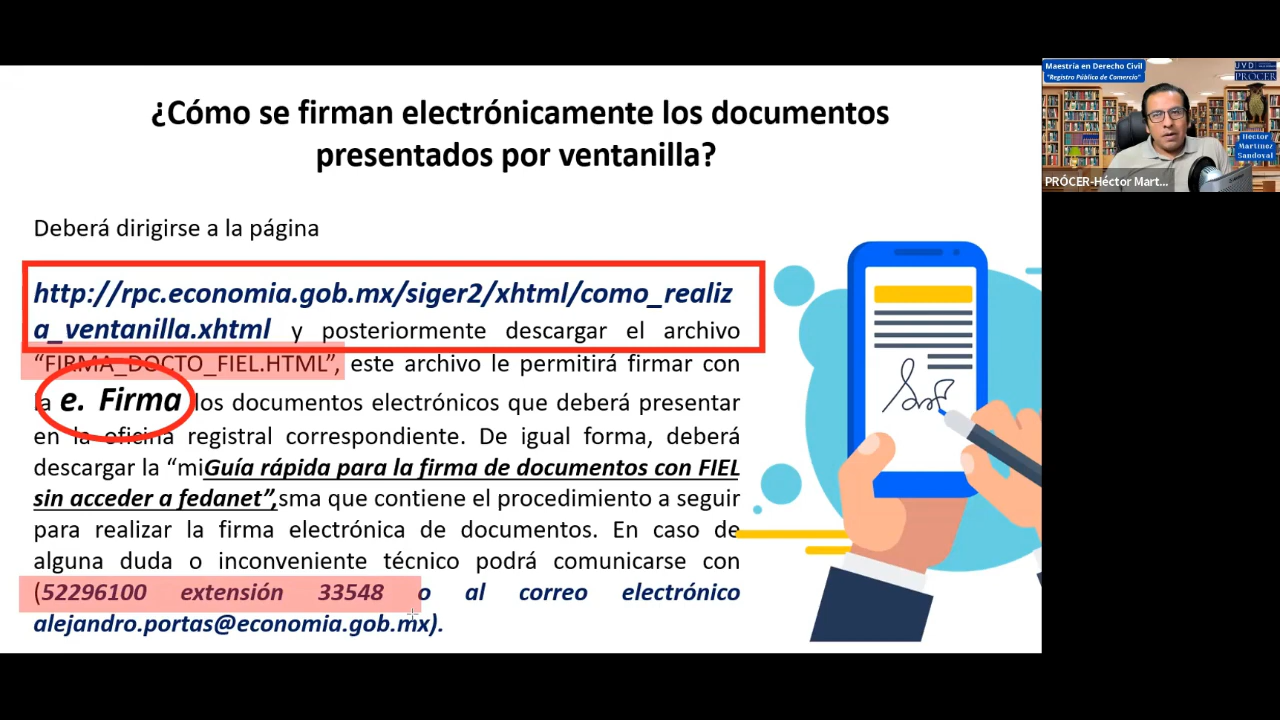 ¿Cómo se firman electrónicamente los documentos
presentados por ventanilla?
Deberá dirigirse a la página
http://rpc.economia.gob.mx/siger2/xhtml/como_realiz
a_ventanilla.xhtml y posteriormente descargar el archivo
“FIRMA_DOCTO_FIEL.HTML”, este archivo le permitirá firmar con
la e. Firma los documentos electrónicos que deberá presentar
en la oficina registral correspondiente. De igual forma, deberá
descargar la “miGuía rápida para la firma de documentos con FIEL
sin acceder a fedanet”,sma que contiene el procedimiento a seguir
para realizar la firma electrónica de documentos. En caso de
alguna duda o inconveniente técnico podrá comunicarse con
(52296100 extensión 33548 o al correo electrónico
alejandro.portas@economia.gob.mx).
Maestría en Derecho Civil
"Registro Público de Comercio"
UVD
PRÓCER
Héctor
Martínez
Sandoval
PRÓCER-Héctor Mart...